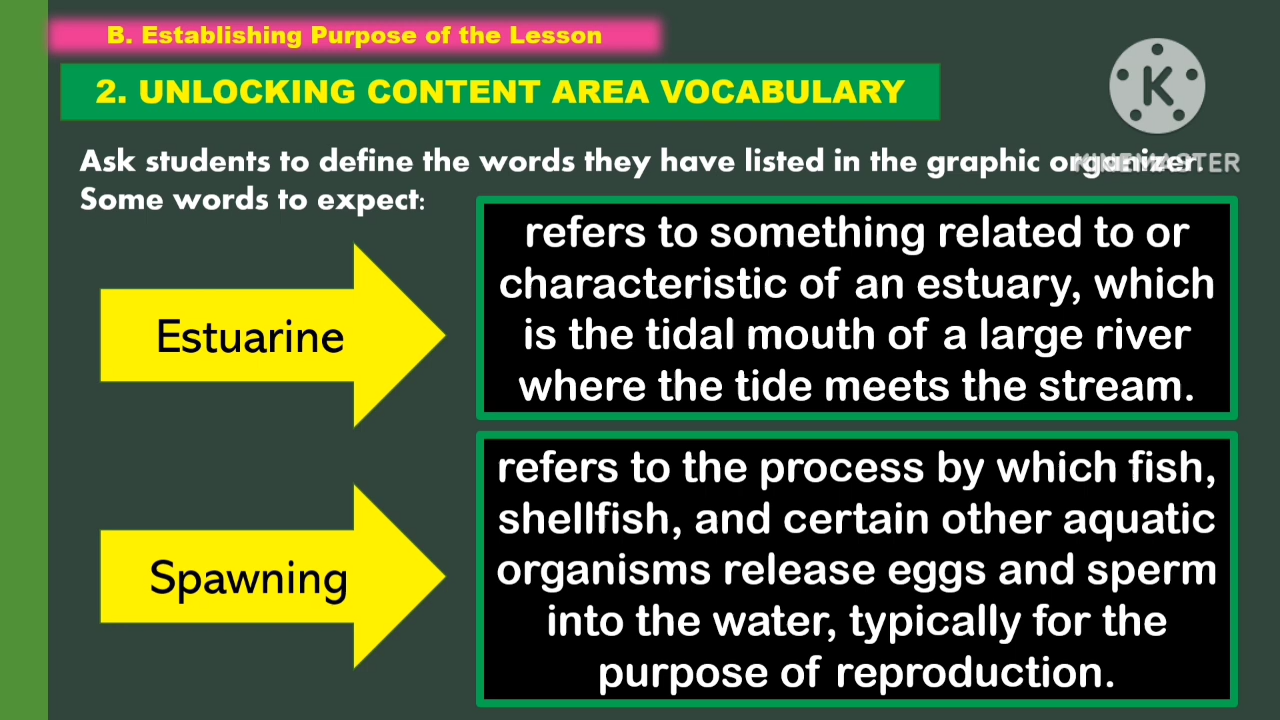 B. Establishing Purpose of the Lesson
2. UNLOCKING CONTENT AREA VOCABULARY
K
KINEMASTER
Ask students to define the words they have listed in the graphic organizer.
Some words to expect:
Estuarine
refers to something related to or
characteristic of an estuary, which
is the tidal mouth of a large river
where the tide meets the stream.
Spawning
refers to the process by which fish,
shellfish, and certain other aquatic
organisms release eggs and sperm
into the water, typically for the
purpose of reproduction.